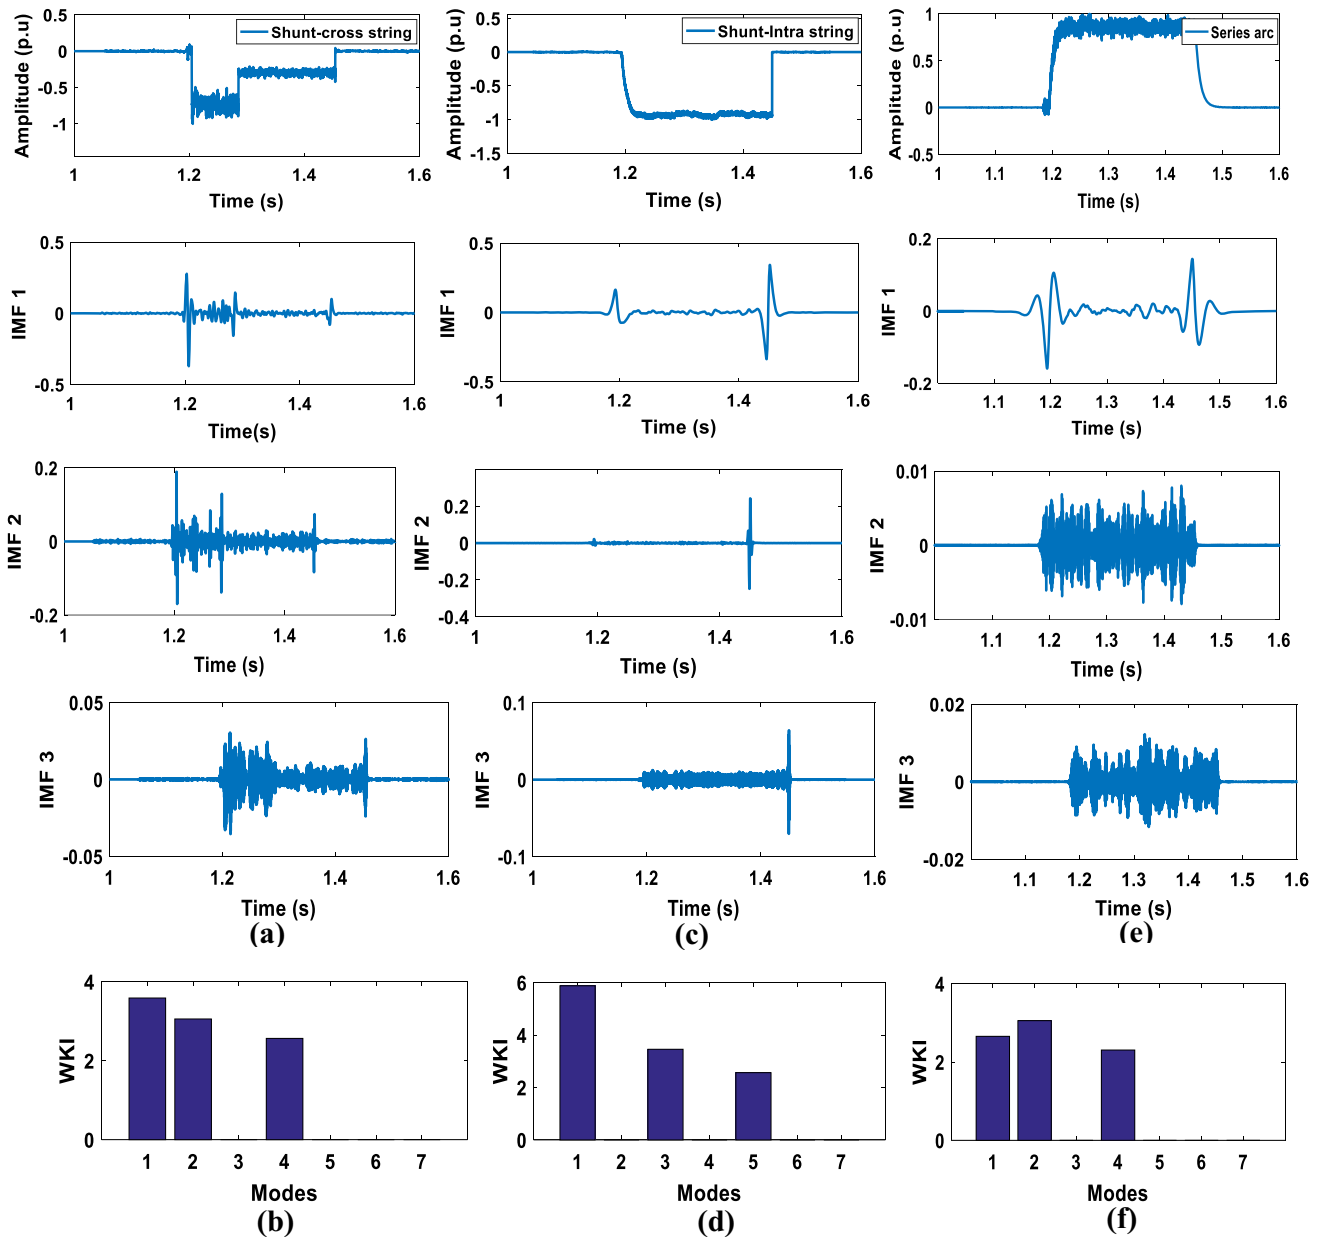 Shunt-cross string
Amplitude (p.u)
0.5
0
-0.5
-1
1
1.2
1.4
1.6
Time (s)
Shunt-Intra string
Amplitude (p.u)
0.5
0
-0.5
-1
-1.5
1
1.2
1.4
1.6
Time (s)
Series arc
Amplitude (p.u)
1
0.5
0
-0.5
1
1.1
1.2
1.3
1.4
1.5
1.6
Time (s)
IMF 1
0.5
0
-0.5
1
1.2
1.4
1.6
Time(s)
IMF 1
0.5
0
-0.5
1
1.2
1.4
1.6
Time (s)
IMF 1
0.2
0
-0.2
1.1
1.2
1.3
1.4
1.5
1.6
Time (s)
IMF 2
0.2
0
-0.2
1
1.2
1.4
1.6
Time (s)
IMF 2
0.2
0
-0.2
-0.4
1
1.2
1.4
1.6
Time (s)
IMF 2
0.01
0
-0.01
1.1
1.2
1.3
1.4
1.5
1.6
Time (s)
IMF 3
0.05
0
-0.05
1
1.2
1.4
1.6
Time (s)
(a)
IMF 3
0.1
0
-0.1
1
1.2
1.4
1.6
Time (s)
(c)
IMF 3
0.02
0
-0.02
1.1
1.2
1.3
1.4
1.5
1.6
Time (s)
(e)
WKI
4
2
0
1 2 3 4 5 6 7
Modes
(b)
WKI
6
4
2
0
1 2 3 4 5 6 7
Modes
(d)
WKI
4
2
0
1 2 3 4 5 6 7
Modes
(f)